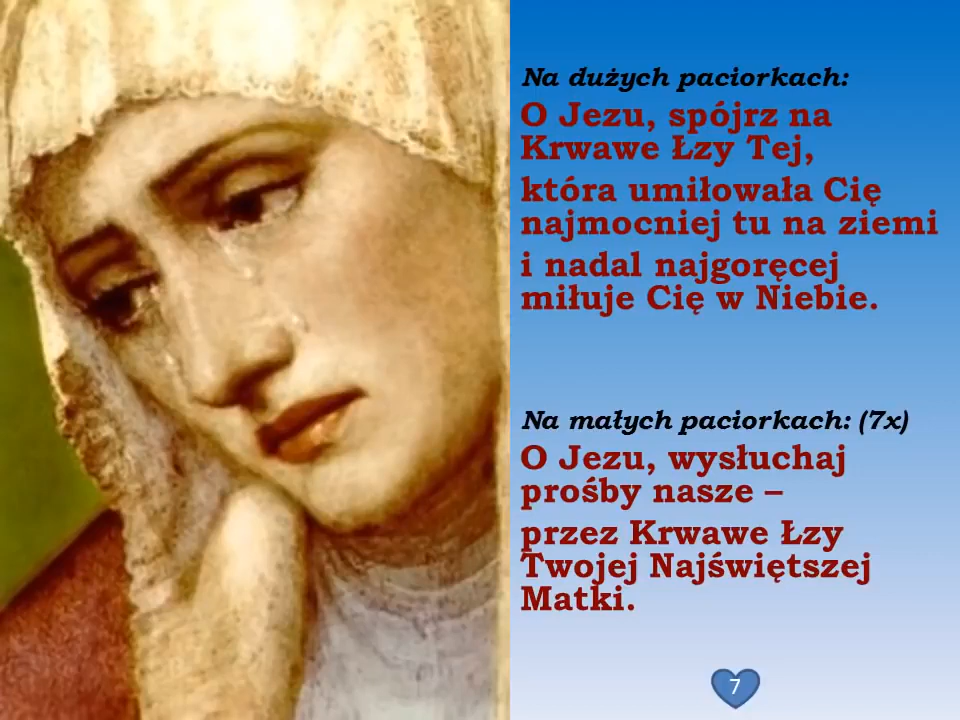 Na dużych paciorkach:
O Jezu, spójrz na
Krwawe Łzy Tej,
która umiłowała Cię
najmocniej tu na ziemi
i nadal najgoręcej
miłuje Cię w Niebie.
Na małych paciorkach: (7x)
O Jezu, wysłuchaj
prośby nasze –
przez Krwawe Łzy
Twojej Najświętszej
Matki.
7